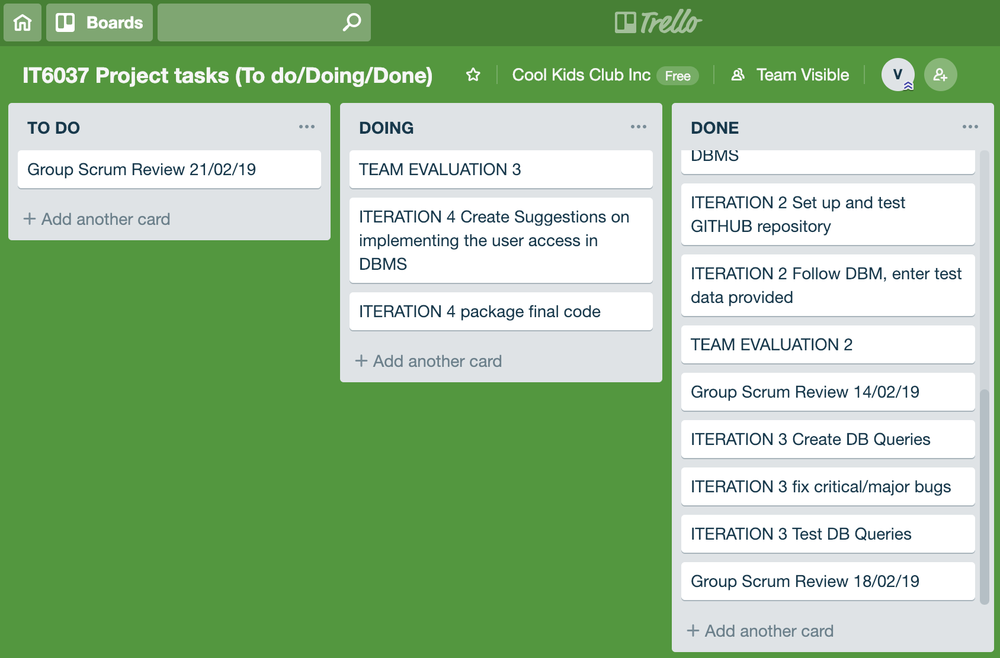 Boards
Trello
IT6037 Project tasks (To do/Doing/Done)
Cool Kids Club Inc Free
Team Visible
V
TO DO
Group Scrum Review 21/02/19
+ Add another card
DOING
TEAM EVALUATION 3
ITERATION 4 Create Suggestions on
implementing the user access in
DBMS
ITERATION 4 package final code
+ Add another card
DONE
DBMS
ITERATION 2 Set up and test
GITHUB repository
ITERATION 2 Follow DBM, enter test
data provided
TEAM EVALUATION 2
Group Scrum Review 14/02/19
ITERATION 3 Create DB Queries
ITERATION 3 fix critical/major bugs
ITERATION 3 Test DB Queries
Group Scrum Review 18/02/19
+ Add another card